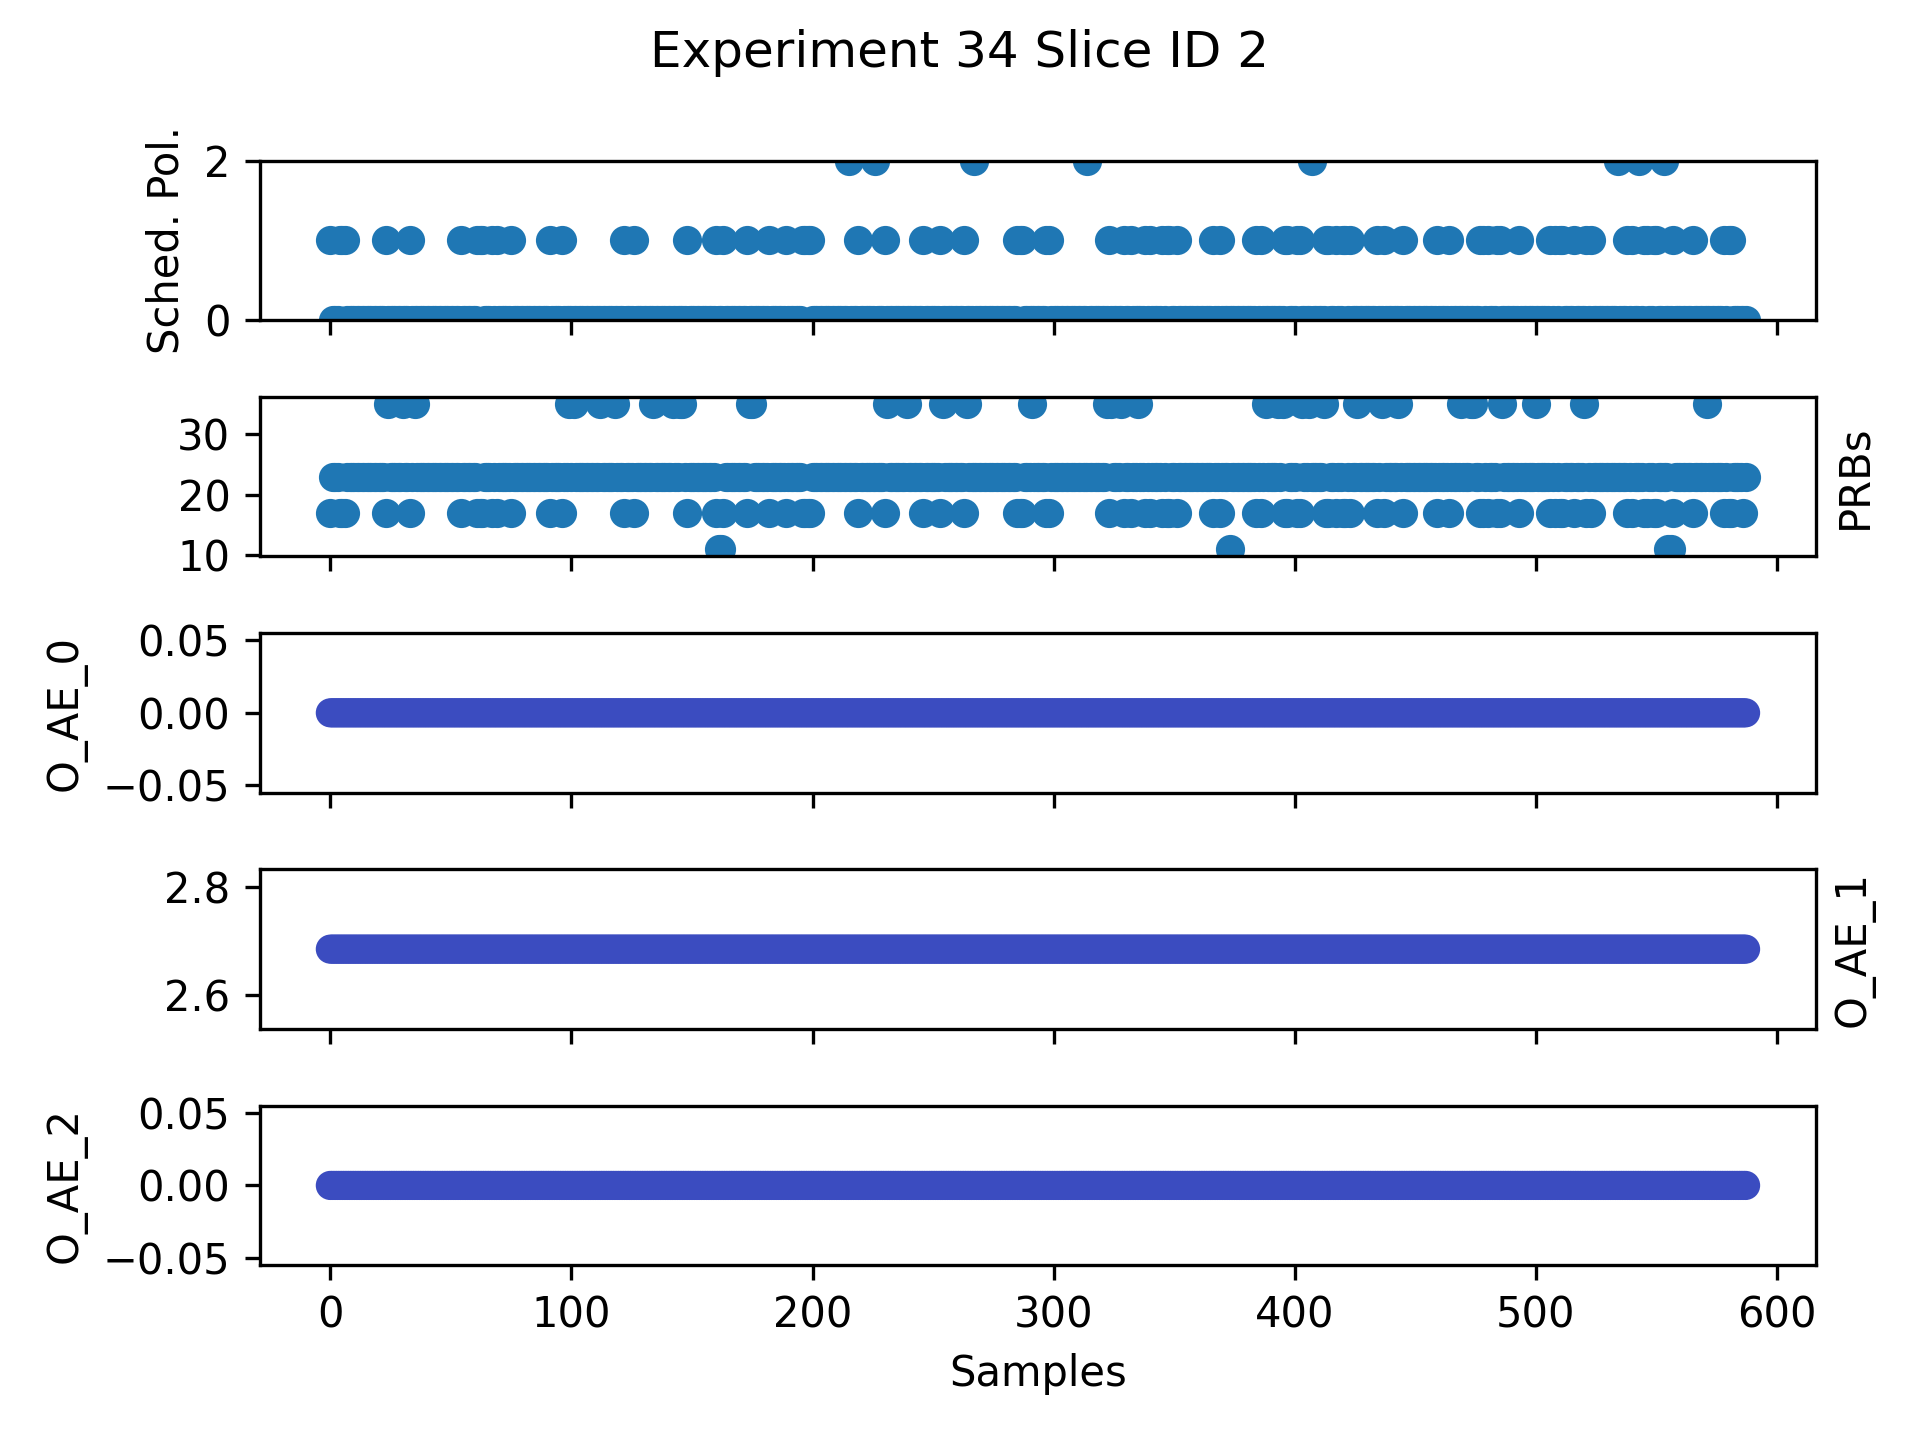 Experiment 34 Slice ID 2
Sched. Pol.
2
0
PRBs
30
20
10
O_AE_0
0.05
0.00
−0.05
O_AE_1
2.8
2.6
O_AE_2
0.05
0.00
−0.05
0 100 200 300 400 500 600
Samples